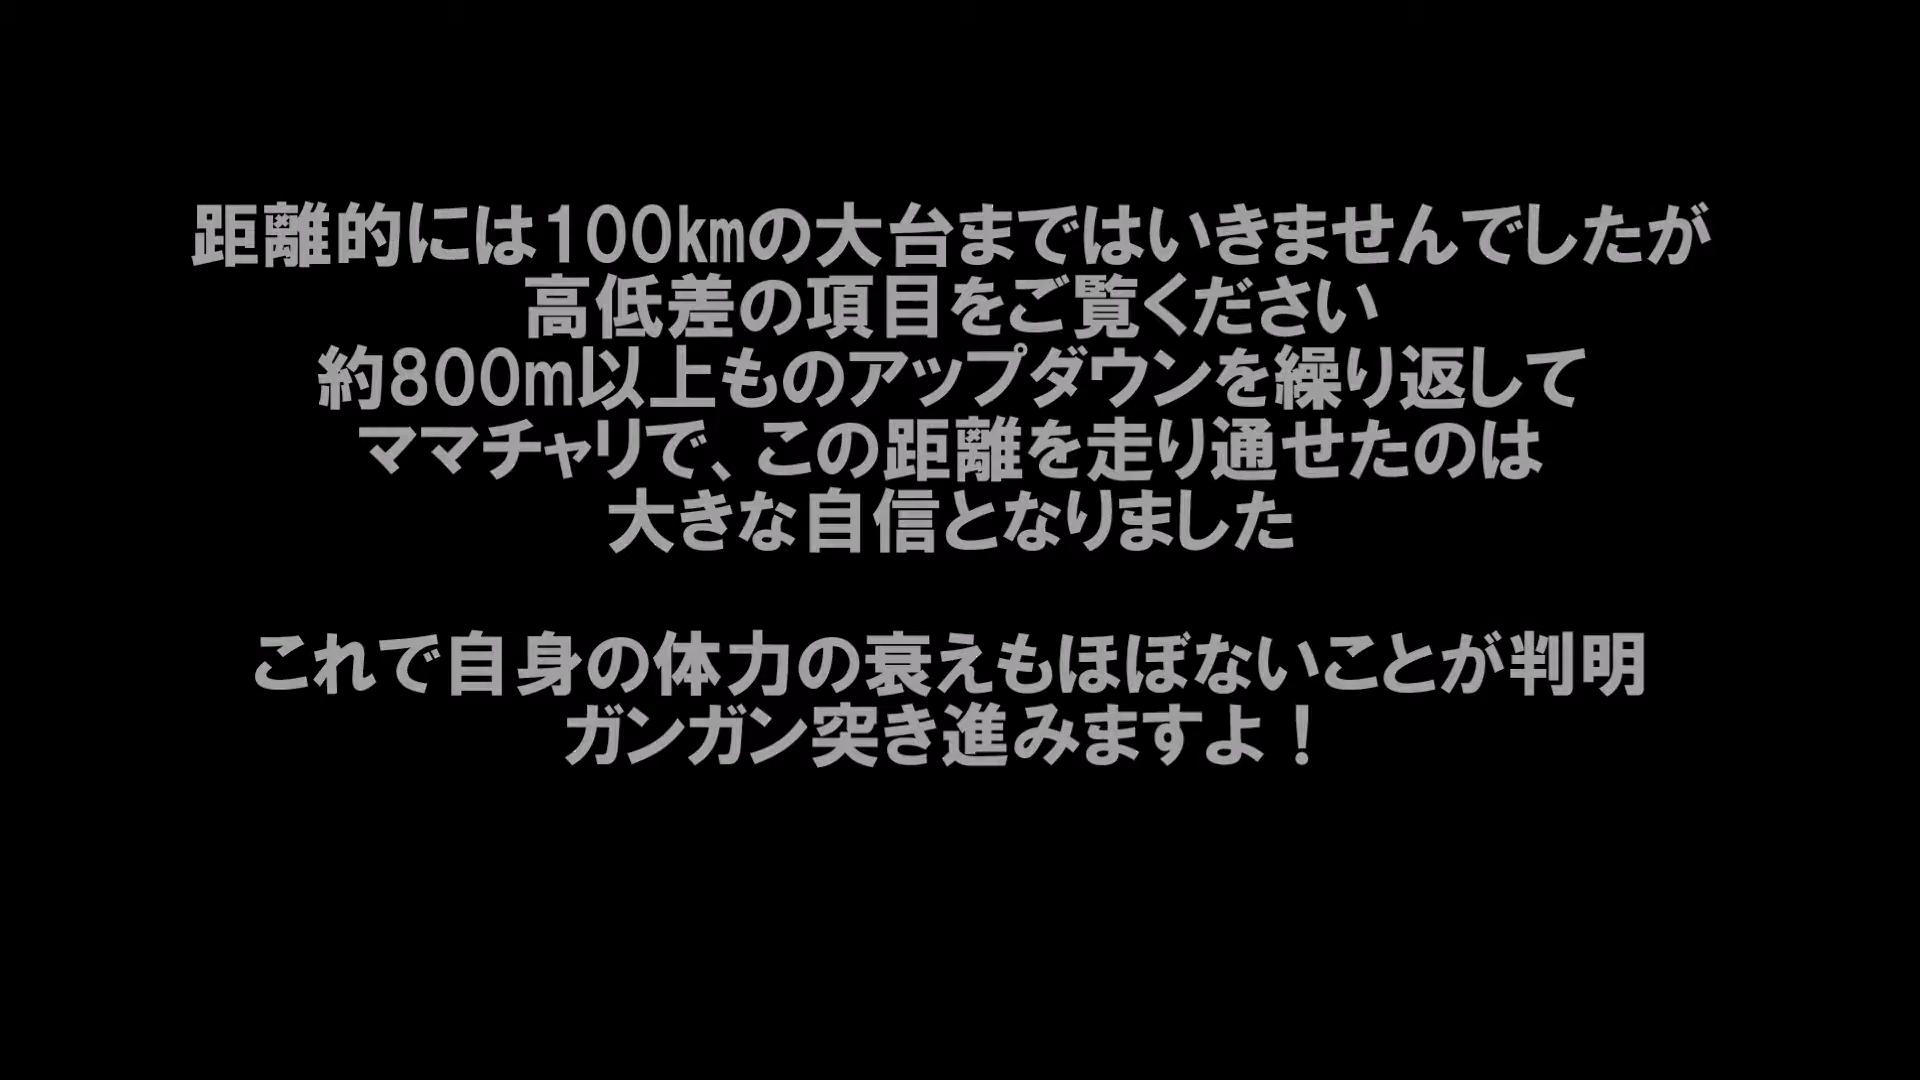 距離的には100㎞の大台まではいきませんでしたが
高低差の項目をご覧ください
約800m以上ものアップダウンを繰り返して
ママチャリで、この距離を走り通せたのは
大きな自信となりました
これで自身の体力の衰えもほぼないことが判明
ガンガン突き進みますよ！